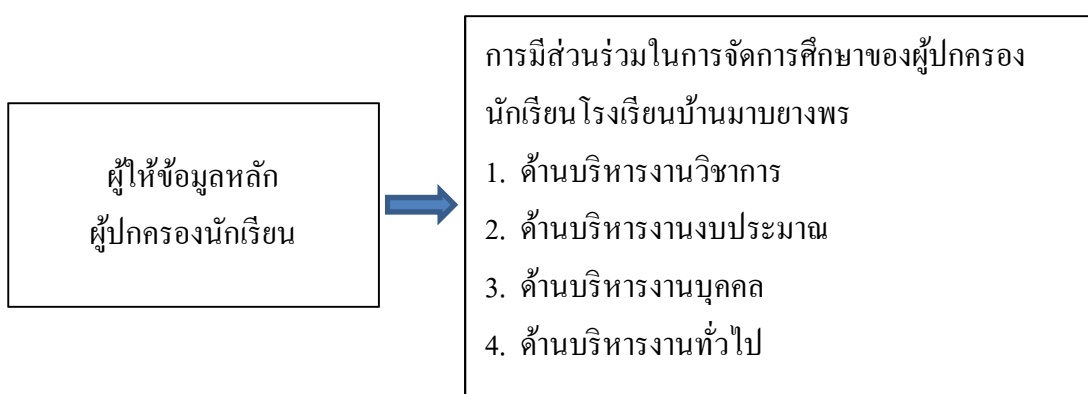 ผู้ให้ข้อมูลหลัก
ผู้ปกครองนักเรียน
การมีส่วนร่วมในการจัดการศึกษาของผู้ปกครอง
นักเรียนโรงเรียนบ้านมาบยางพร
1. ด้านบริหารงานวิชาการ
2. ด้านบริหารงานงบประมาณ
3. ด้านบริหารงานบุคคล
4. ด้านบริหารงานทั่วไป